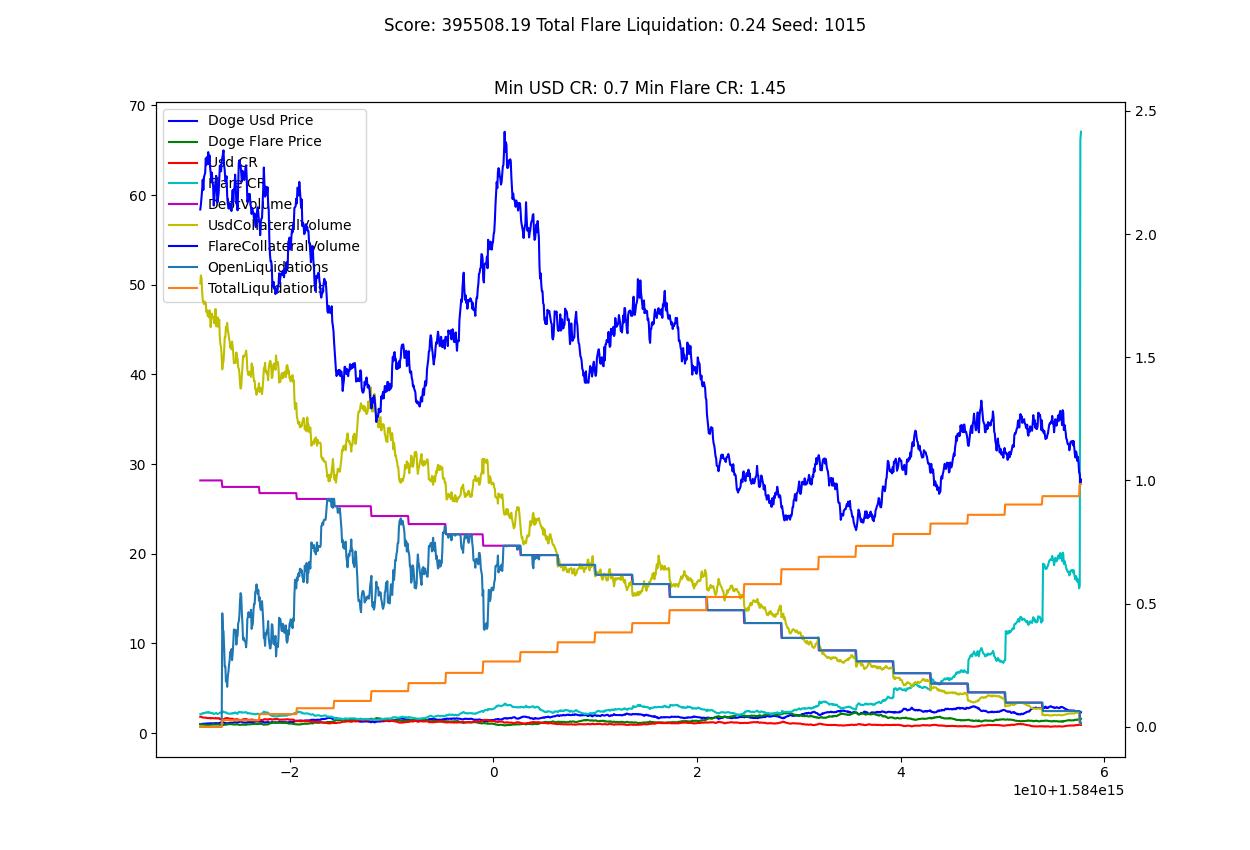 Score: 395508.19 Total Flare Liquidation: 0.24 Seed: 1015
Min USD CR: 0.7 Min Flare CR: 1.45
70
60
50
40
30
20
10
0
Doge Usd Price
Doge Flare Price
Usd CR
Flare CR
DebtVolume
UsdCollateralVolume
FlareCollateralVolume
OpenLiquidations
TotalLiquidations
2.5
2.0
1.5
1.0
0.5
0.0
−2
0
2
4
6
1e10+1.584e15